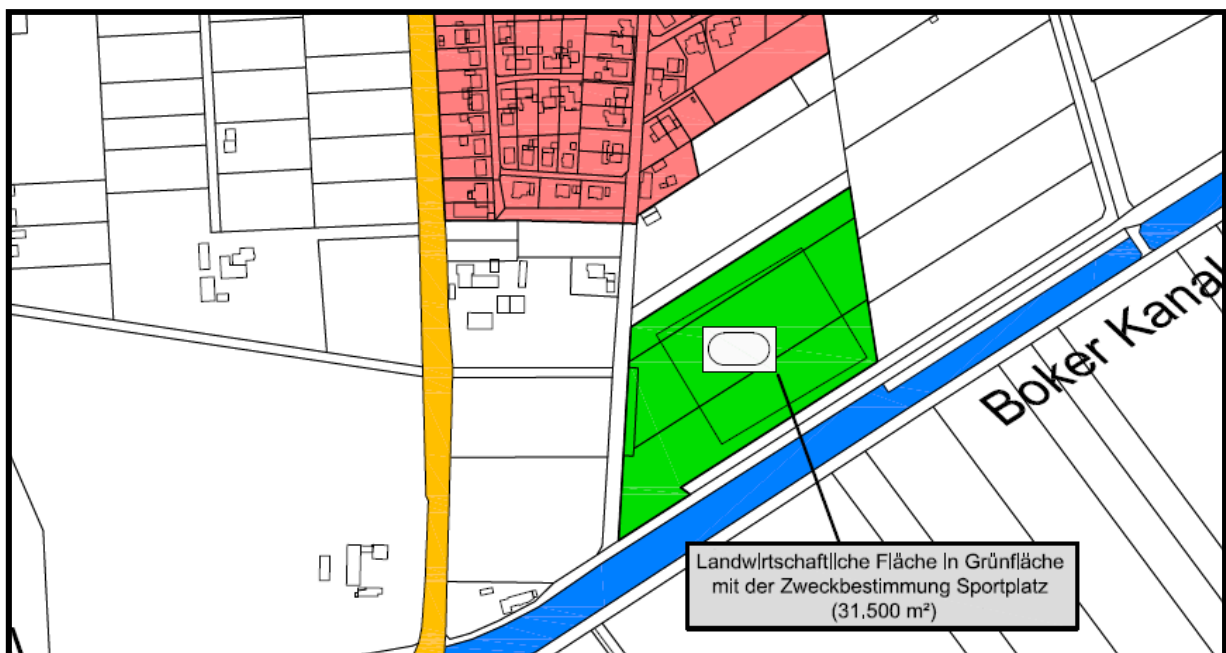 Boker Kanal
Landwirtschaftliche Fläche in Grünfläche
mit der Zweckbestimmung Sportplatz
(31,500 m²)